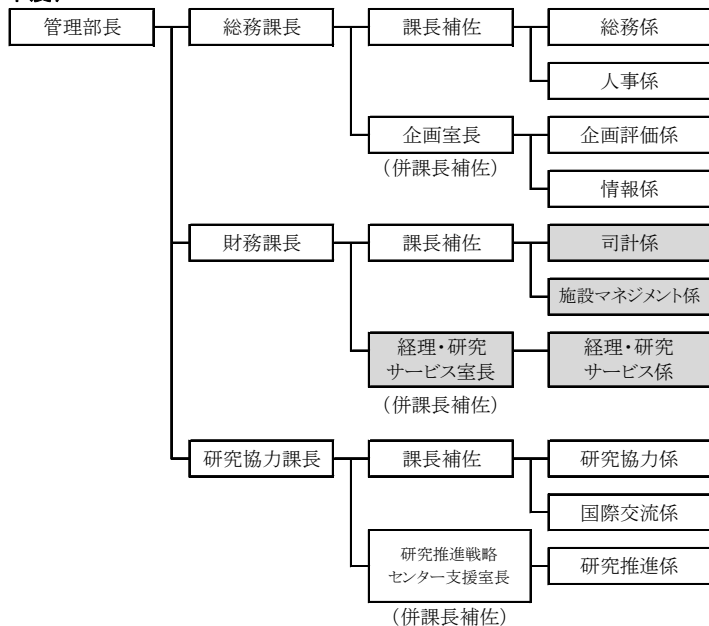 管理部長
総務課長
課長補佐
総務係
人事係
企画室長
（併課長補佐）
企画評価係
情報係
財務課長
課長補佐
司計係
施設マネジメント係
経理・研究
サービス室長
（併課長補佐）
経理・研究
サービス係
研究協力課長
課長補佐
研究協力係
国際交流係
研究推進戦略
センター支援室長
（併課長補佐）
研究推進係